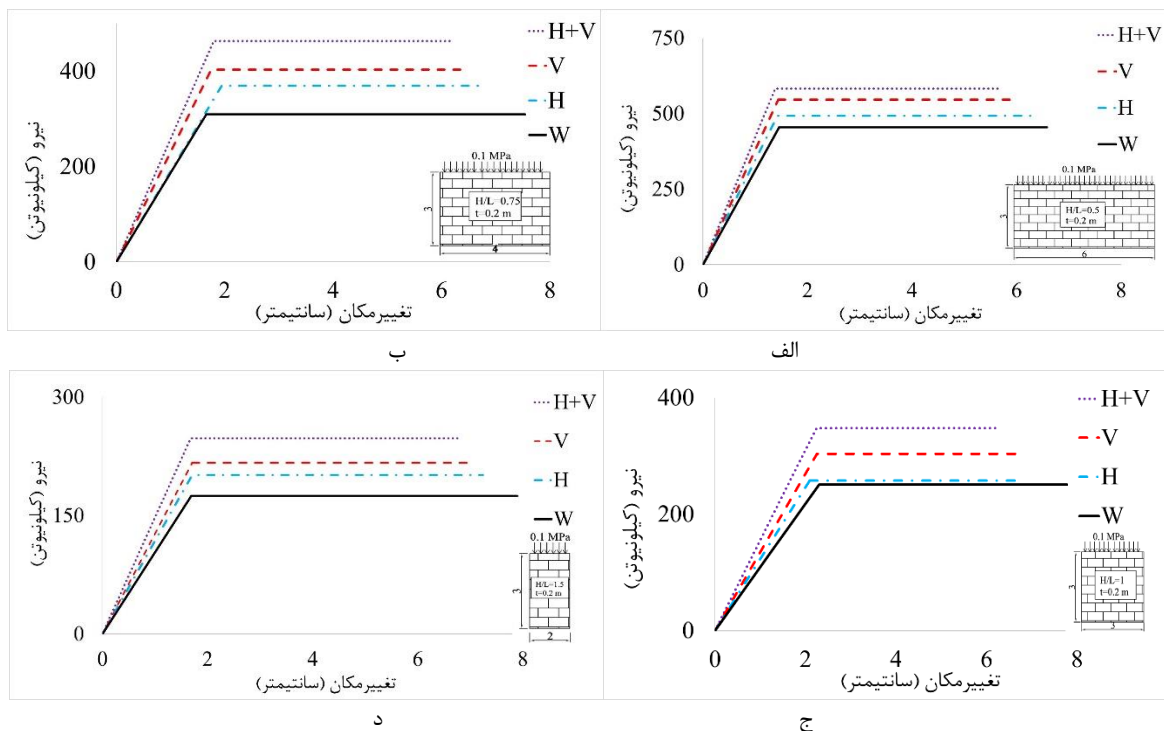 750
500
250
0
0
2
4
6
8
نیرو (کیلونیوتن)
تغییرمکان (سانتیمتر)
H+V
V
H
W
0.1 MPa
H/L=0.5
t=0.2 m
3
6
الف
400
200
0
0
2
4
6
8
نیرو (کیلونیوتن)
تغییرمکان (سانتیمتر)
H+V
V
H
W
0.1 MPa
H/L=0.75
t=0.2 m
3
4
ب
400
200
0
0
2
4
6
8
نیرو (کیلونیوتن)
تغییرمکان (سانتیمتر)
H+V
V
H
W
0.1 MPa
H/L=1
t=0.2 m
3
3
ج
300
150
0
0
2
4
6
8
نیرو (کیلونیوتن)
تغییرمکان (سانتیمتر)
H+V
V
H
W
0.1 MPa
H/L=1.5
t=0.2 m
3
2
د